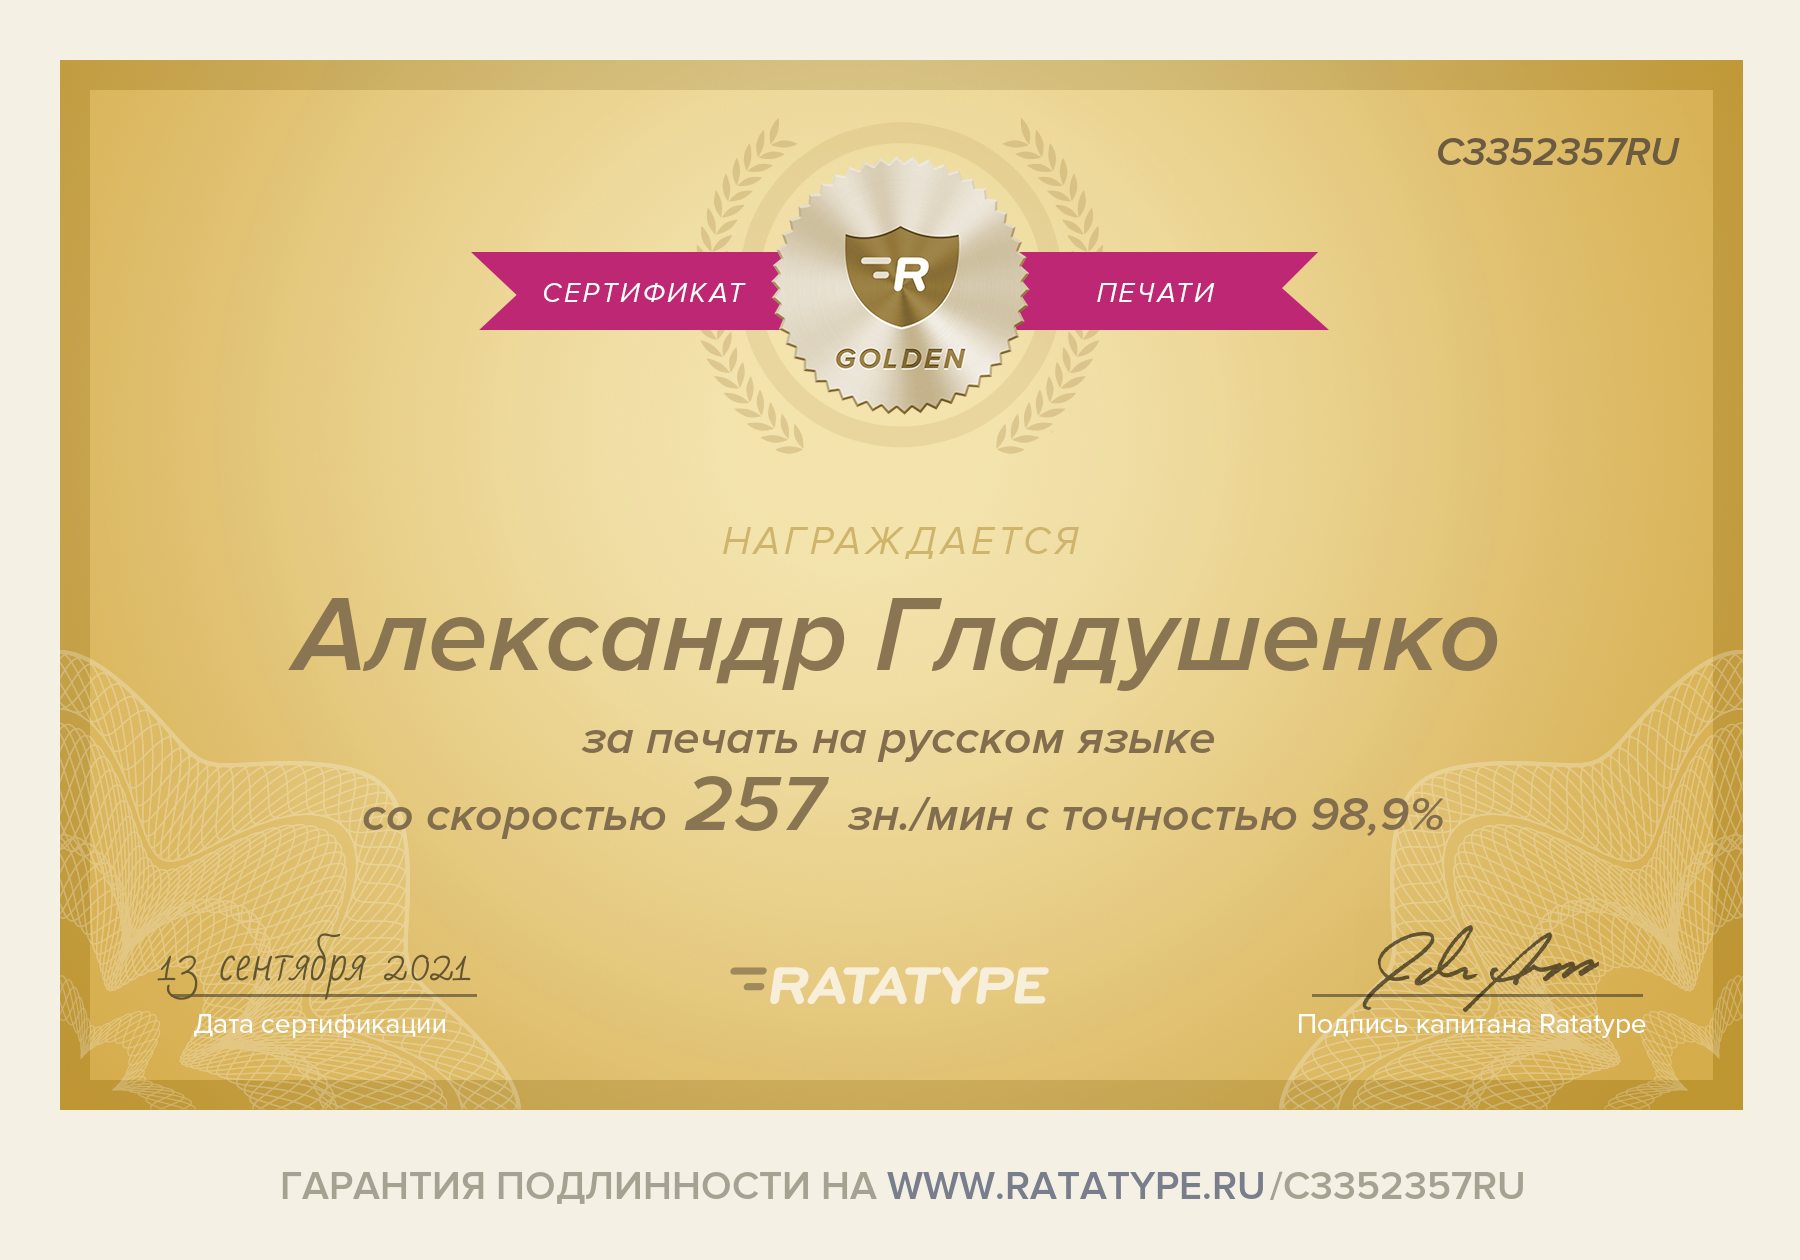 C3352357RU
СЕРТИФИКАТ
ПЕЧАТИ
R
GOLDEN
НАГРАЖДАЕТСЯ
Александр Гладушенко
за печать на русском языке
со скоростью 257 зн./мин с точностью 98,9%
13 сентября 2021
Дата сертификации
RATATYPE
Подпись капитана Ratatype
ГАРАНТИЯ ПОДЛИННОСТИ НА WWW.RATATYPE.RU/C3352357RU